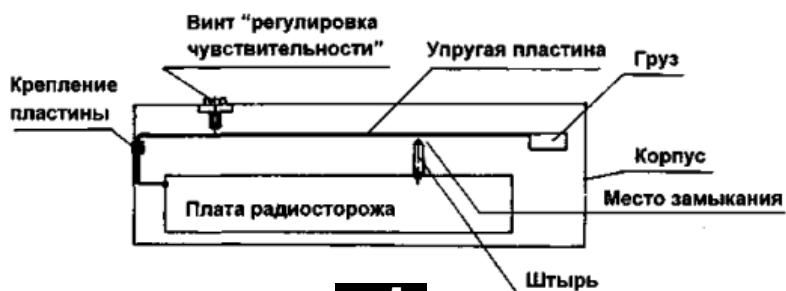 Винт “регулировка
чувствительности”
Упругая пластина
Груз
Крепление
пластины
Корпус
Место замыкания
Плата радиосторожа
Штырь